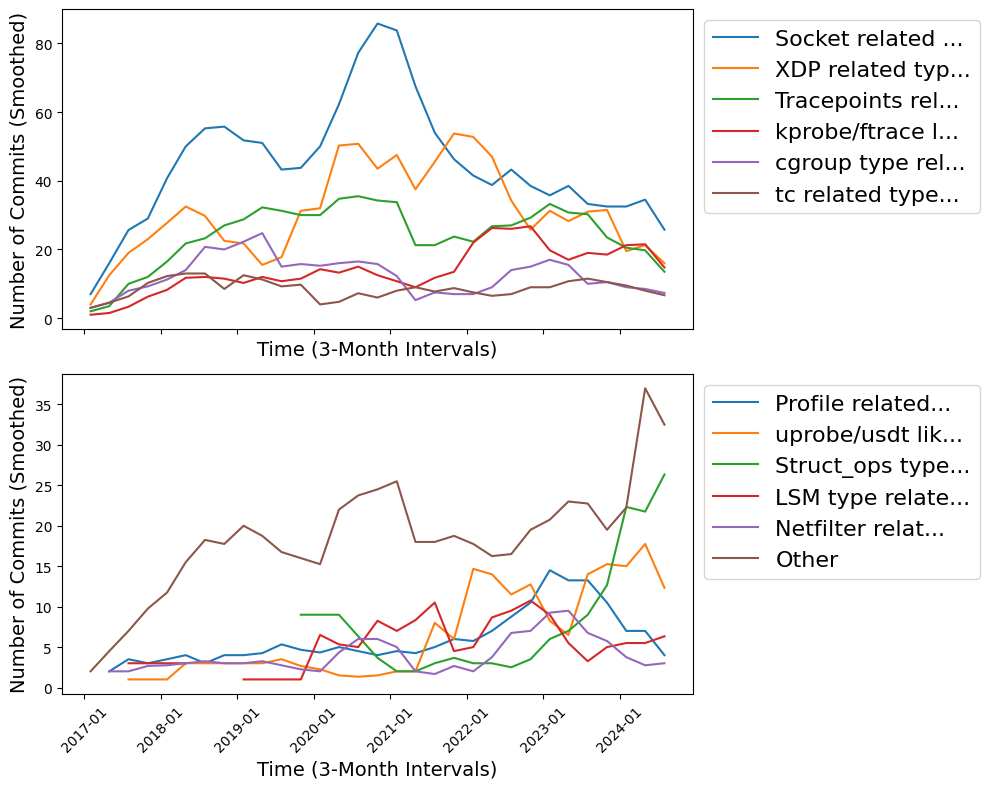 Number of Commits (Smoothed)
80
60
40
20
0
Time (3-Month Intervals)
Socket related ...
XDP related typ...
Tracepoints rel...
kprobe/ftrace l...
cgroup type rel...
tc related type...
Number of Commits (Smoothed)
35
30
25
20
15
10
5
0
2017-01
2018-01
2019-01
2020-01
2021-01
2022-01
2023-01
2024-01
Time (3-Month Intervals)
Profile related...
uprobe/usdt lik...
Struct_ops type...
LSM type relate...
Netfilter relat...
Other